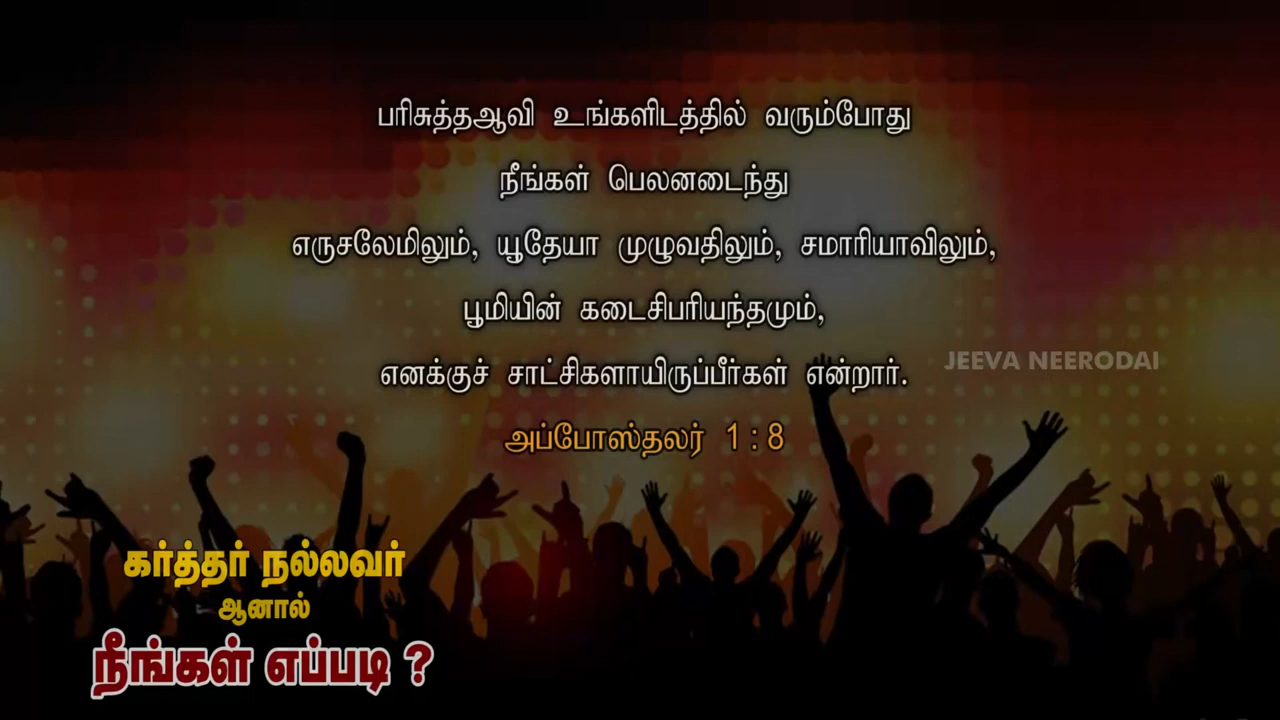 பரிசுத்தஆவி உங்களிடத்தில் வரும்போது
நீங்கள் பெலனடைந்து
எருசலேமிலும், யூதேயா முழுவதிலும், சமாரியாவிலும்,
பூமியின் கடைசிபரியந்தமும்,
எனக்குச் சாட்சிகளாயிருப்பீர்கள் என்றார்.
அப்போஸ்தலர் 1 : 8
JEEVA NEERODAI
கர்த்தர் நல்லவர்
ஆனால்
நீங்கள் எப்படி ?